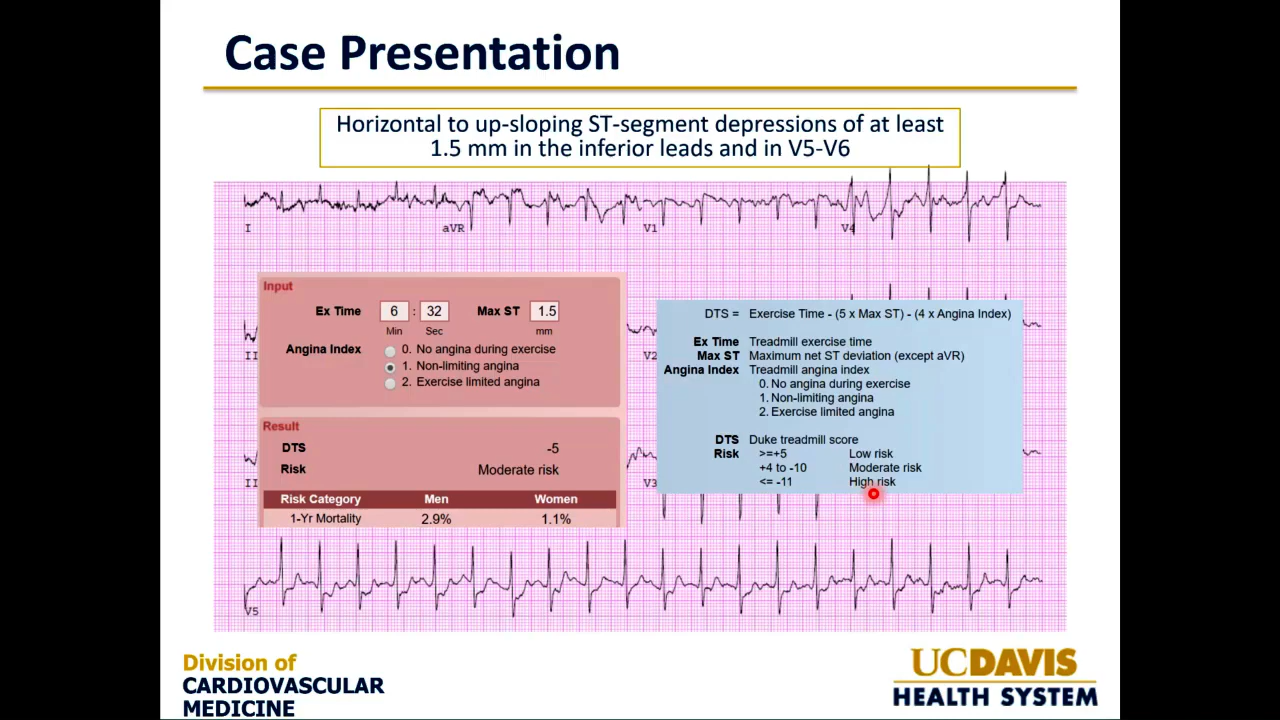 Case Presentation
Horizontal to up-sloping ST-segment depressions of at least
1.5 mm in the inferior leads and in V5-V6
I aVR V1 V4
Input
Ex Time 6 : 32 Max ST 1.5
Min Sec mm
Angina Index 0. No angina during exercise
1. Non-limiting angina
2. Exercise limited angina
Result
DTS -5
Risk Moderate risk
Risk Category Men Women
1-Yr Mortality 2.9% 1.1%
II V2
DTS = Exercise Time - (5 x Max ST) - (4 x Angina Index)
Ex Time Treadmill exercise time
Max ST Maximum net ST deviation (except aVR)
Angina Index Treadmill angina index
0. No angina during exercise
1. Non-limiting angina
2. Exercise limited angina
DTS Duke treadmill score
Risk >=+5 Low risk
+4 to -10 Moderate risk
<= -11 High risk
II V3
V5
Division of
CARDIOVASCULAR
MEDICINE
UCDAVIS
HEALTH SYSTEM